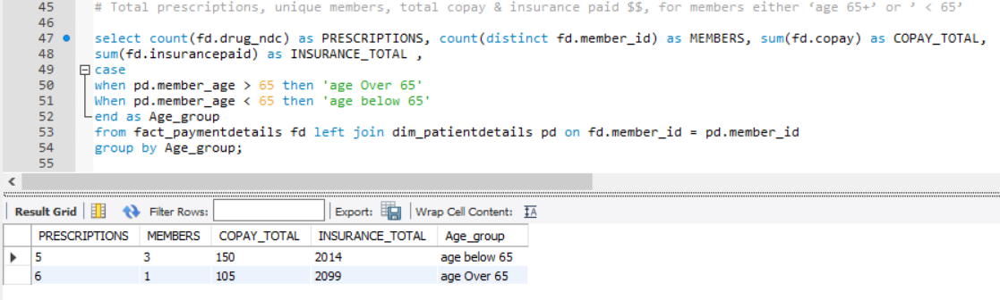 45 # Total prescriptions, unique members, total copay & insurance paid $$, for members either ‘age 65+’ or ’ < 65’
46
47 select count(fd.drug_ndc) as PRESCRIPTIONS, count(distinct fd.member_id) as MEMBERS, sum(fd.copay) as COPAY_TOTAL,
48 sum(fd.insurancepaid) as INSURANCE_TOTAL ,
49 case
50 when pd.member_age > 65 then 'age Over 65'
51 When pd.member_age < 65 then 'age below 65'
52 end as Age_group
53 from fact_paymentdetails fd left join dim_patientdetails pd on fd.member_id = pd.member_id
54 group by Age_group;
55
Result Grid Filter Rows: Export: Wrap Cell Content: IA
PRESCRIPTIONS MEMBERS COPAY_TOTAL INSURANCE_TOTAL Age_group
5 3 150 2014 age below 65
6 1 105 2099 age Over 65